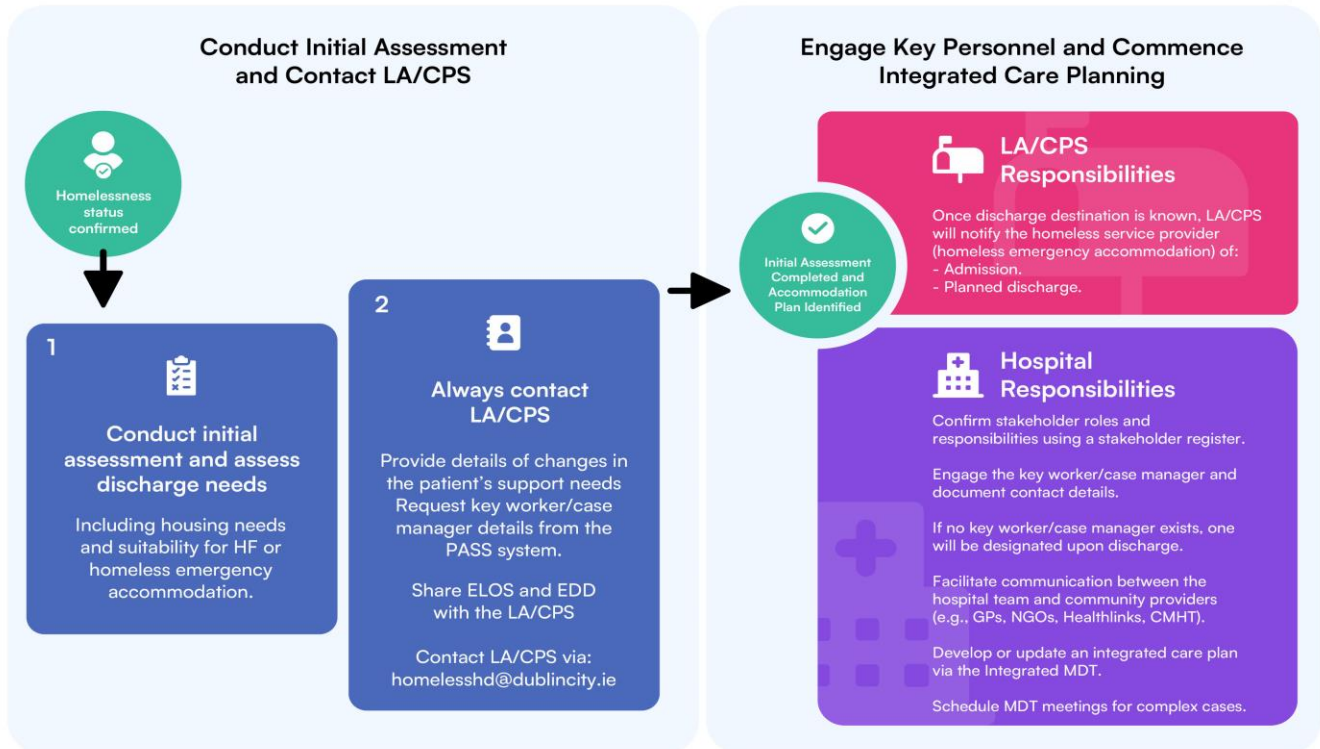 Conduct Initial Assessment
and Contact LA/CPS
Homelessness
status
confirmed
1
Conduct initial
assessment and assess
discharge needs
Including housing needs
and suitability for HF or
homeless emergency
accommodation.
2
Always contact
LA/CPS
Provide details of changes in
the patient's support needs
Request key worker/case
manager details from the
PASS system.
Share ELOS and EDD
with the LA/CPS
Contact LA/CPS via:
homelesshd@dublincity.ie
Engage Key Personnel and Commence
Integrated Care Planning
Initial Assessment
Completed and
Accommodation
Plan Identified
LA/CPS
Responsibilities
Once discharge destination is known, LA/CPS
will notify the homeless service provider
(homeless emergency accommodation) of:
- Admission.
- Planned discharge.
Hospital
Responsibilities
Confirm stakeholder roles and
responsibilities using a stakeholder register.
Engage the key worker/case manager and
document contact details.
If no key worker/case manager exists, one
will be designated upon discharge.
Facilitate communication between the
hospital team and community providers
(e.g., GPs, NGOs, Healthlinks, CMHT).
Develop or update an integrated care plan
via the Integrated MDT.
Schedule MDT meetings for complex cases.